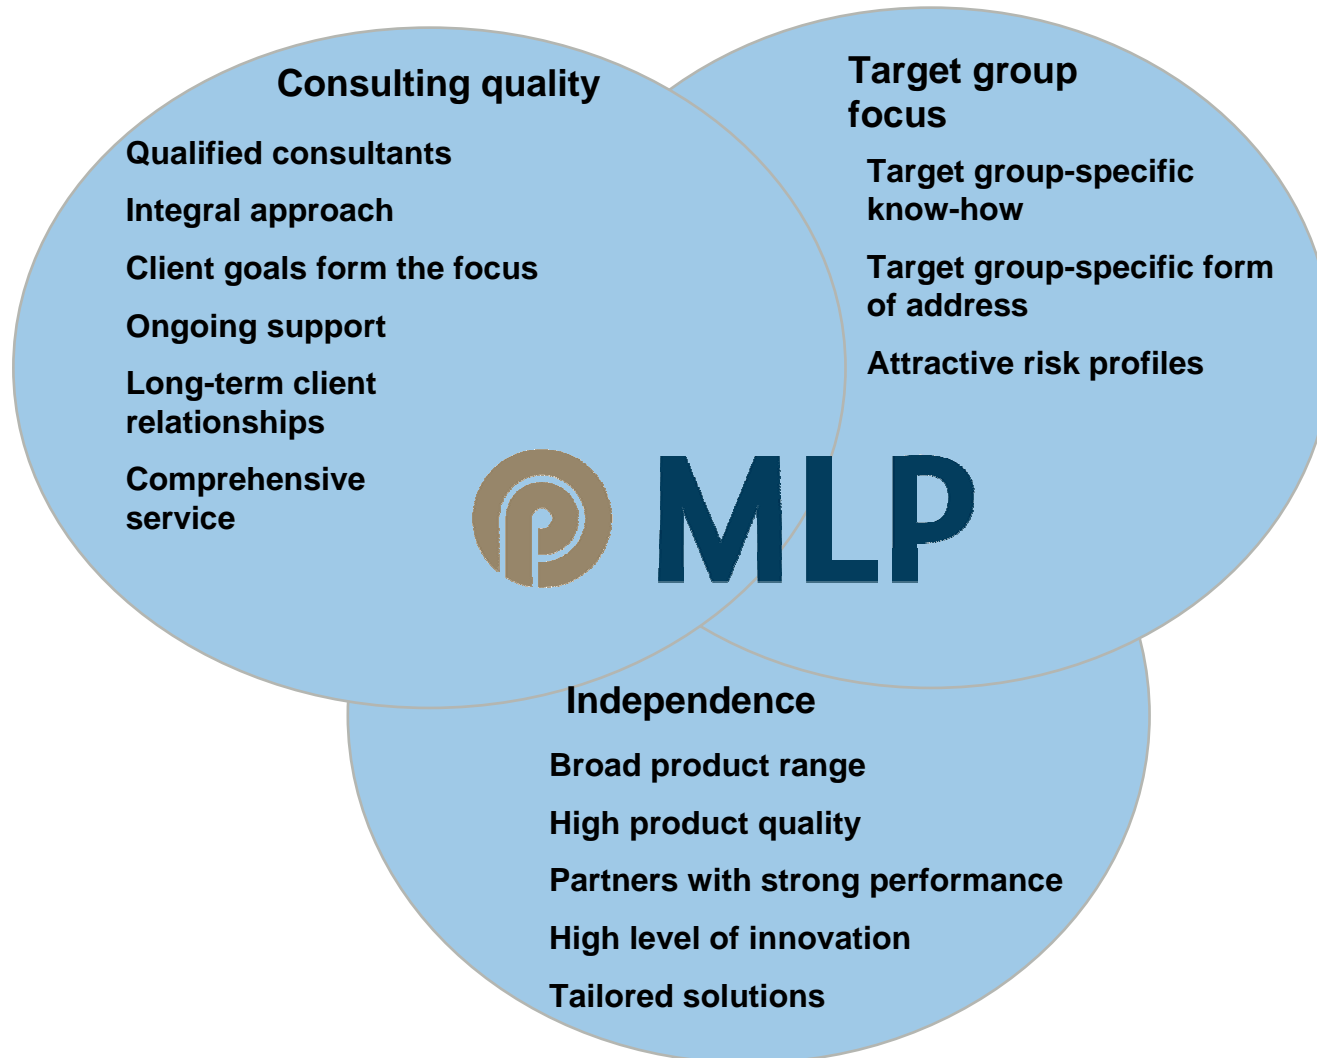 Consulting quality
Qualified consultants
Integral approach
Client goals form the focus
Ongoing support
Long-term client
relationships
Comprehensive
service
Target group
focus
Target group-specific
know-how
Target group-specific form
of address
Attractive risk profiles
MLP
Independence
Broad product range
High product quality
Partners with strong performance
High level of innovation
Tailored solutions